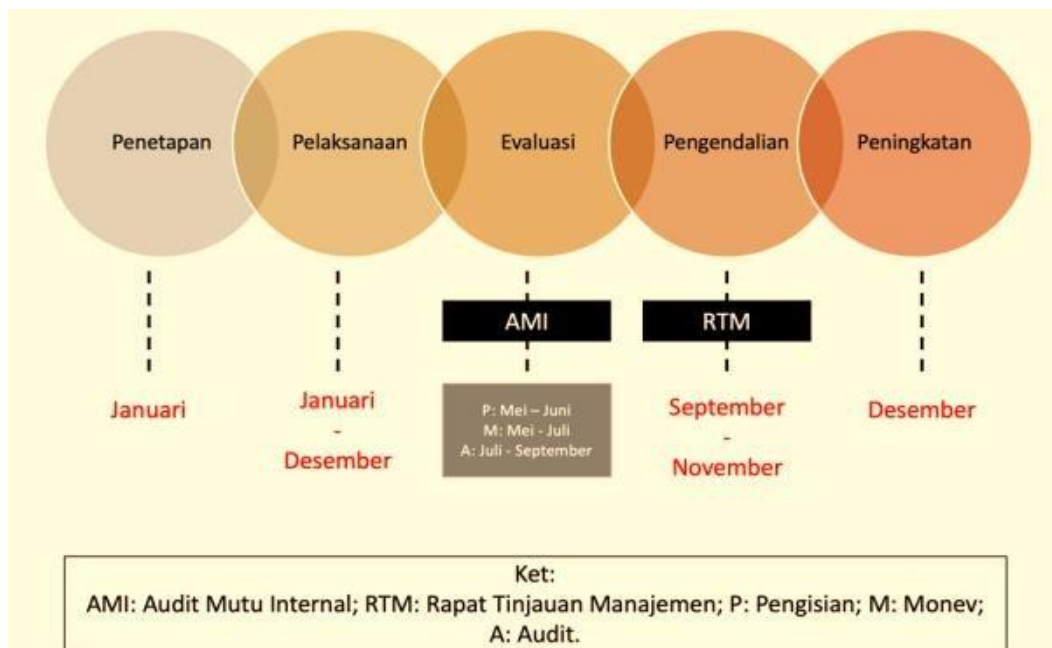 Penetapan
Pelaksanaan
Evaluasi
Pengendalian
Peningkatan
AMI
RTM
Januari
Januari
-
Desember
P: Mei – Juni
M: Mei - Juli
A: Juli - September
September
-
November
Desember
Ket:
AMI: Audit Mutu Internal; RTM: Rapat Tinjauan Manajemen; P: Pengisian; M: Monev;
A: Audit.